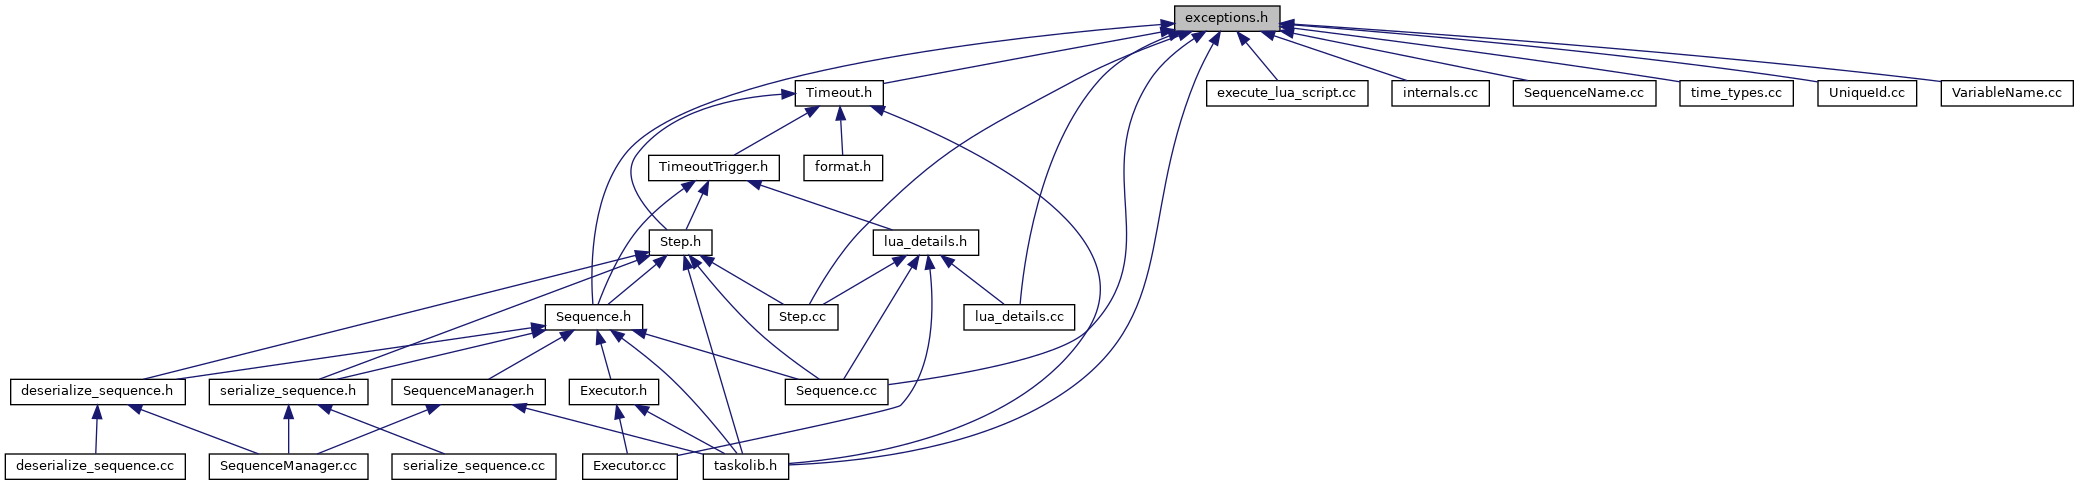 exceptions.h
Timeout.h
execute_lua_script.cc
internals.cc
SequenceName.cc
time_types.cc
UniqueId.cc
VariableName.cc
TimeoutTrigger.h
format.h
Step.h
lua_details.h
Sequence.h
Step.cc
lua_details.cc
deserialize_sequence.h
serialize_sequence.h
SequenceManager.h
Executor.h
Sequence.cc
deserialize_sequence.cc
SequenceManager.cc
serialize_sequence.cc
Executor.cc
taskolib.h